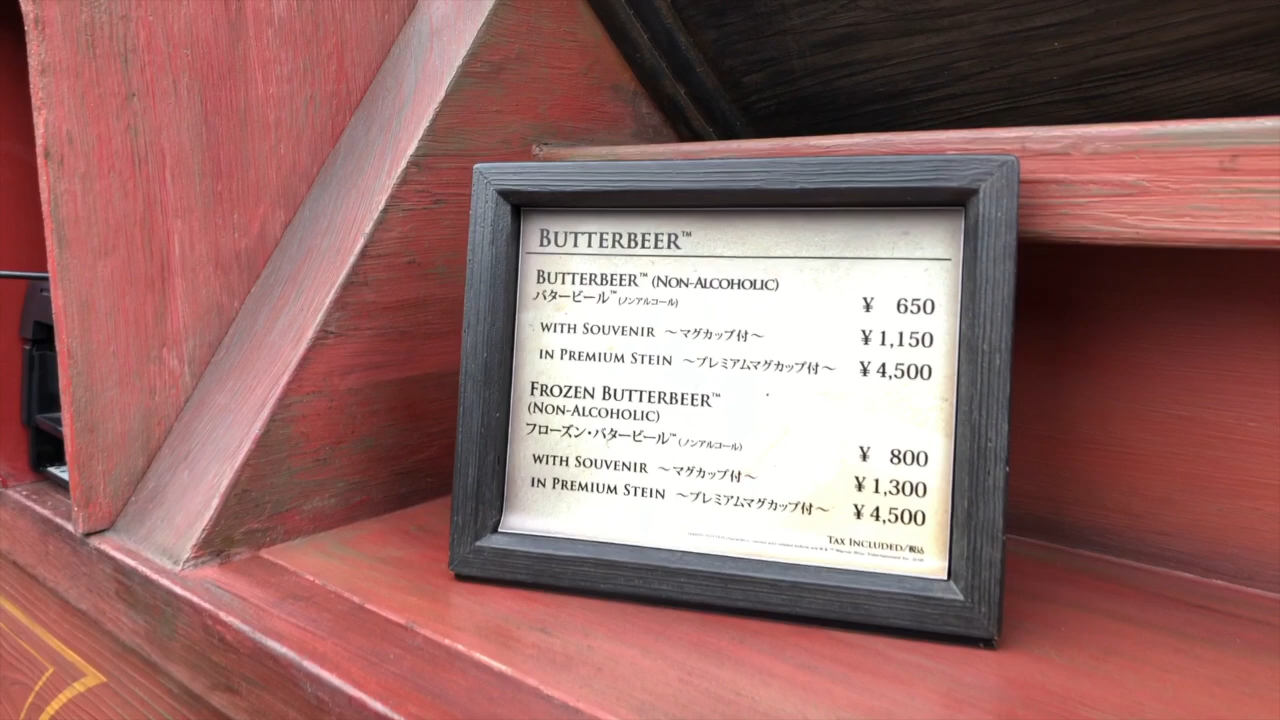 BUTTERBEER™
BUTTERBEER™ (NON-ALCOHOLIC)
バタービール™(ノンアルコール)
¥ 650
WITH SOUVENIR ～マグカップ付～ ¥1,150
IN PREMIUM STEIN ～プレミアムマグカップ付～ ¥4,500
FROZEN BUTTERBEER™
(NON-ALCOHOLIC)
フローズン・バタービール™(ノンアルコール)
¥ 800
WITH SOUVENIR ～マグカップ付～ ¥1,300
IN PREMIUM STEIN ～プレミアムマグカップ付～ ¥4,500
TAX INCLUDED/税込